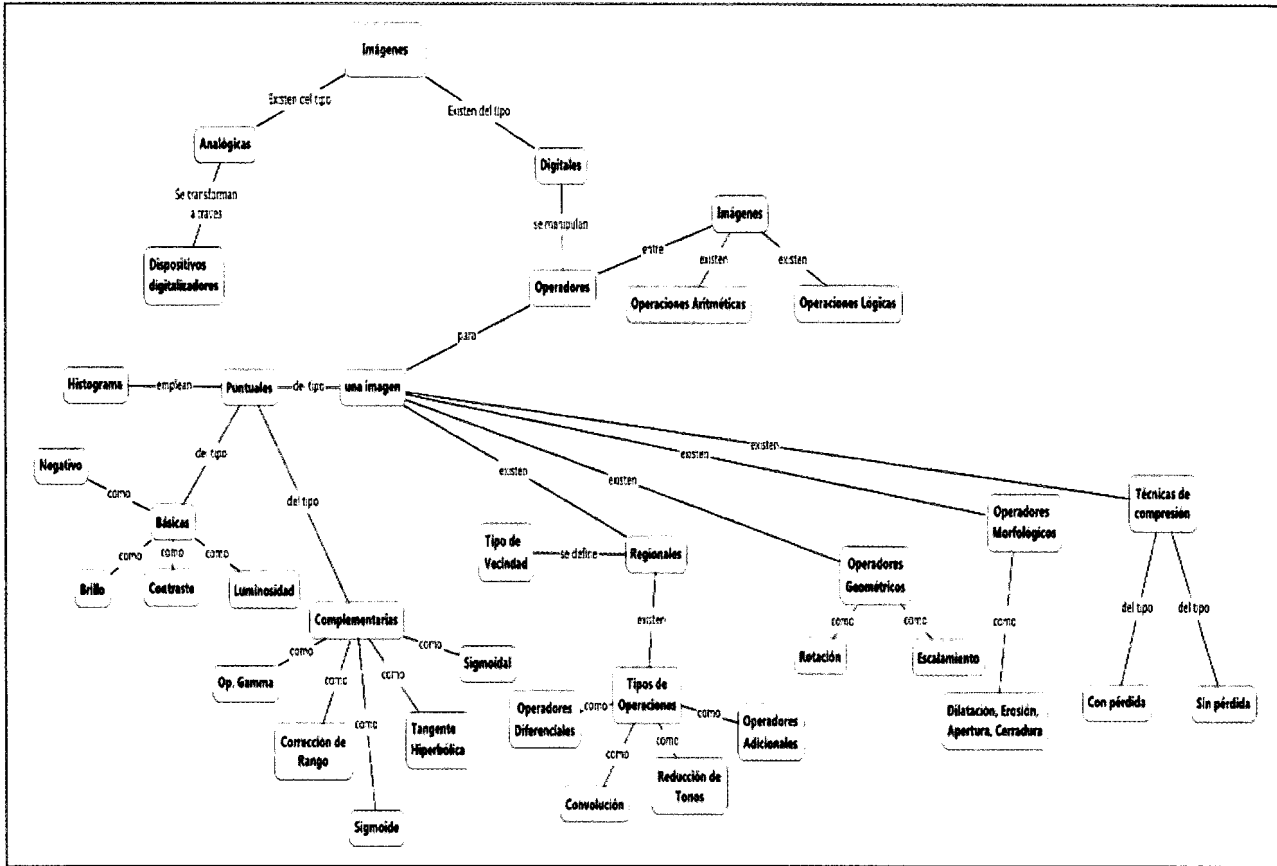 Imágenes
Existen del tipo
Existen del tipo
Analógicas
Digitales
Se transforman
a traves
se manipulan
Imágenes
Dispositivos
digitalizadores
entre
existen
existen
Operadores
Operaciones Aritméticas
Operaciones Lógicas
para
Histograma
emplean
Puntuales
del tipo
una imagen
existen
existen
existen
existen
del tipo
del tipo
Negativo
como
Básicas
como
como
como
Brillo
Contraste
Luminosidad
Tipo de
Vecindad
se define
Regionales
Operadores
Geométricos
Operadores
Morfológicos
Técnicas de
compresión
Complementarias
como
como
como
como
como
Sigmoidal
Op. Gamma
Corrección de
Rango
Tangente
Hiperbólica
Sigmoide
existen
Tipos de
Operaciones
como
como
como
como
Operadores
Diferenciales
Operadores
Adicionales
Convolución
Reducción de
Tonos
como
como
Rotación
Escalamiento
como
Dilatación, Erosión,
Apertura, Cerradura
del tipo
del tipo
Con pérdida
Sin pérdida